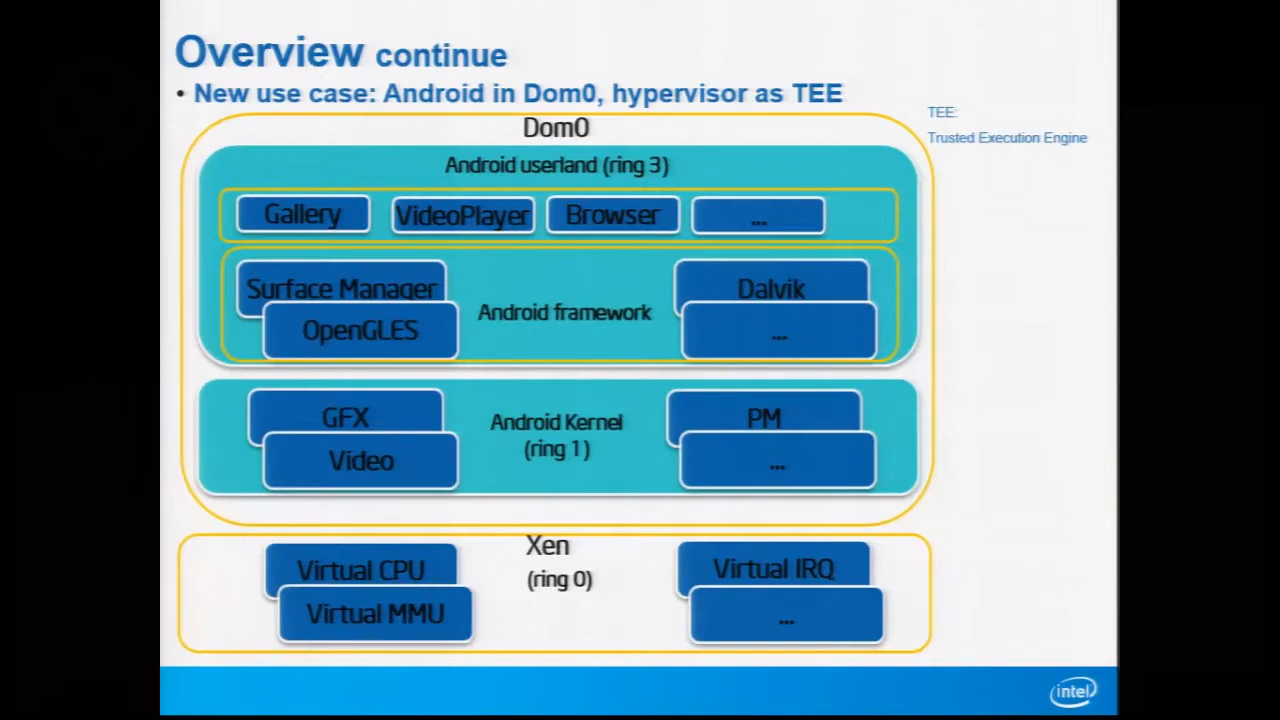 Overview continue
• New use case: Android in Dom0, hypervisor as TEE
TEE:
Trusted Execution Engine
Dom0
Android userland (ring 3)
Gallery
VideoPlayer
Browser
...
Surface Manager
OpenGLES
Android framework
Dalvik
...
GFX
Video
Android Kernel
(ring 1)
PM
...
Xen
(ring 0)
Virtual CPU
Virtual MMU
Virtual IRQ
...
intel